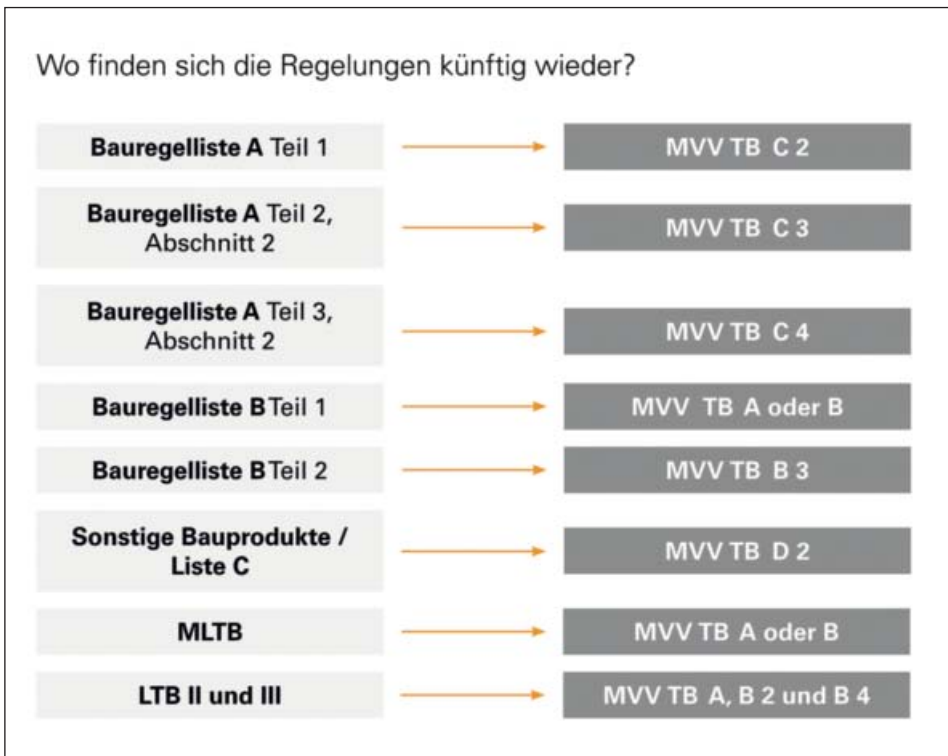 Wo finden sich die Regelungen künftig wieder?
Bauregelliste A Teil 1
MVV TB C 2
Bauregelliste A Teil 2,
Abschnitt 2
MVV TB C 3
Bauregelliste A Teil 3,
Abschnitt 2
MVV TB C 4
Bauregelliste B Teil 1
MVV TB A oder B
Bauregelliste B Teil 2
MVV TB B 3
Sonstige Bauprodukte /
Liste C
MVV TB D 2
MLTB
MVV TB A oder B
LTB II und III
MVV TB A, B 2 und B 4